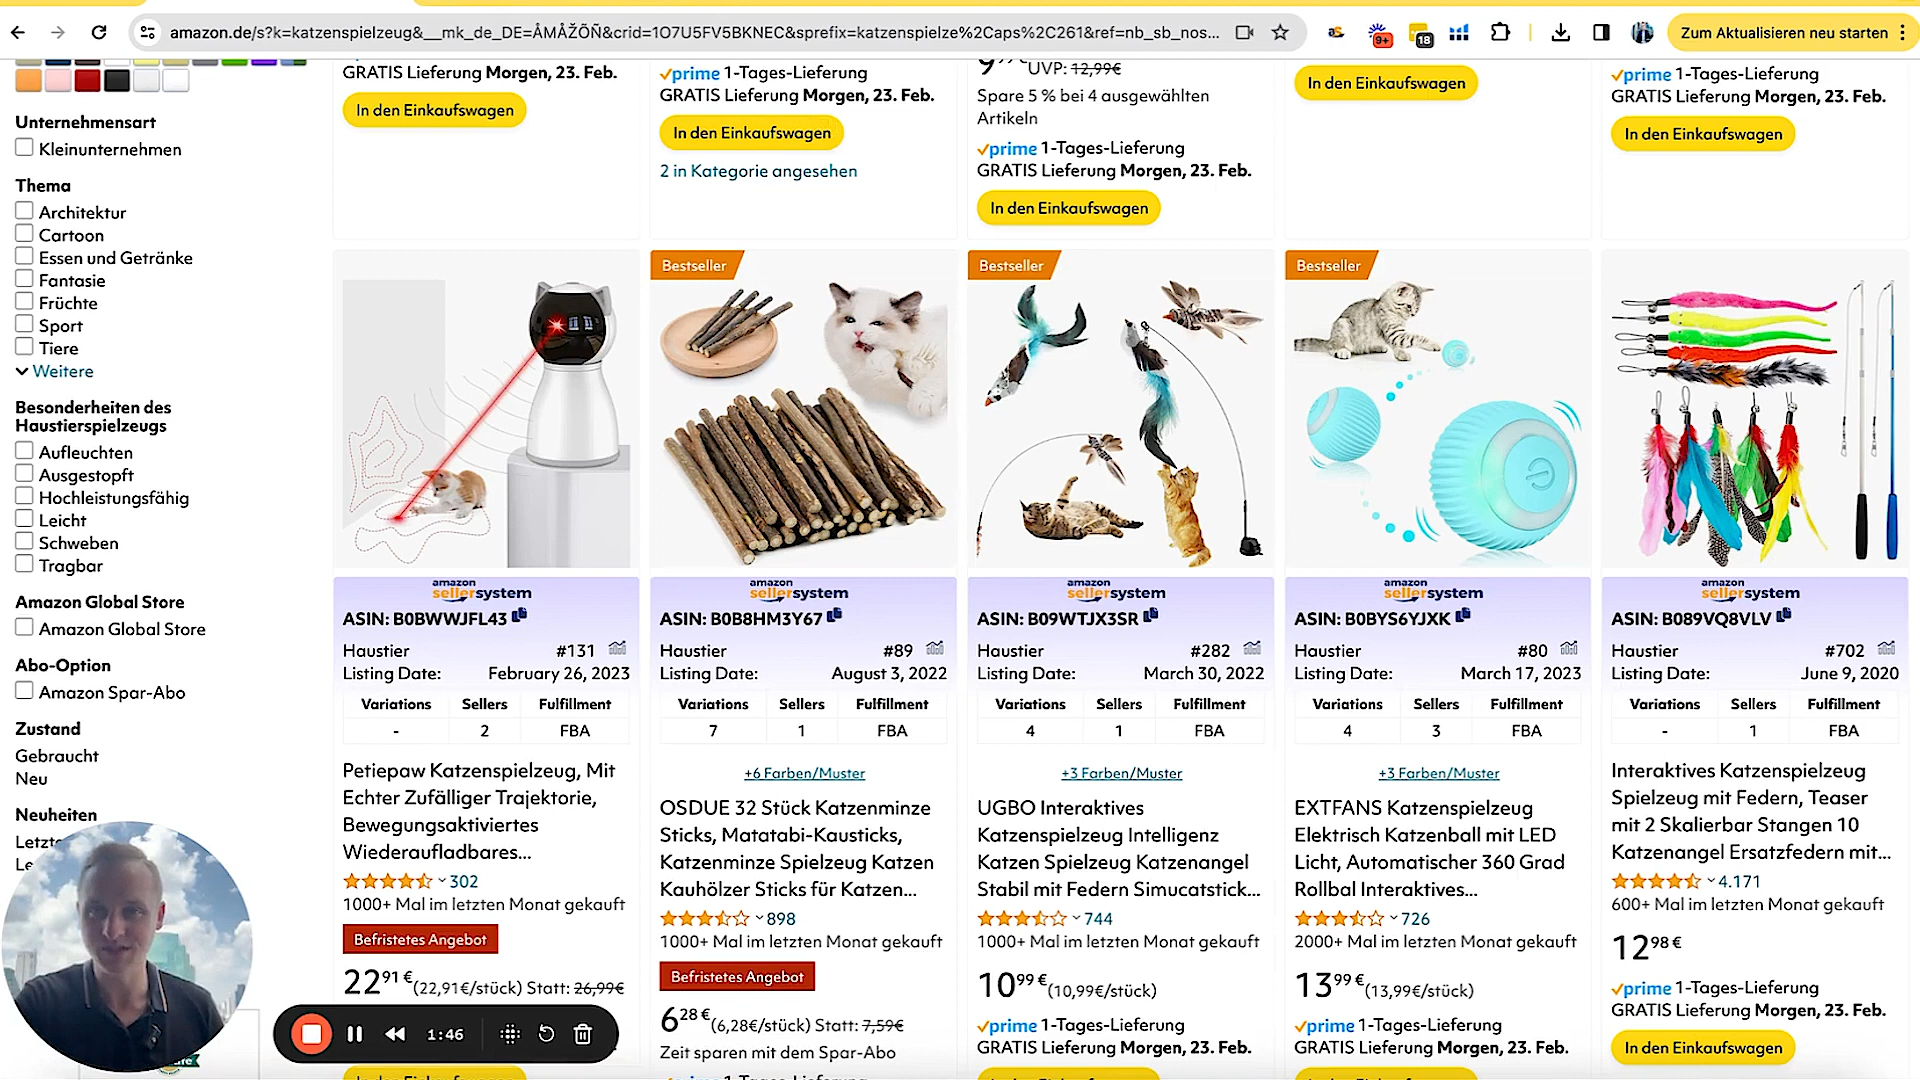 amazon.de/s?k=katzenspielzeug&__mk_de_DE=ÅMÅŽÕÑ&crid=1O7U5FV5BKNEC&sprefix=katzenspielze%2Caps%2C261&ref=nb_sb_nos...
9+
18
Zum Aktualisieren neu starten
Unternehmensart
Kleinunternehmen
Thema
Architektur
Cartoon
Essen und Getränke
Fantasie
Früchte
Sport
Tiere
Weitere
Besonderheiten des
Haustierspielzeugs
Aufleuchten
Ausgestopft
Hochleistungsfähig
Leicht
Schweben
Tragbar
Amazon Global Store
Amazon Global Store
Abo-Option
Amazon Spar-Abo
Zustand
Gebraucht
Neu
Neuheiten
GRATIS Lieferung Morgen, 23. Feb.
In den Einkaufswagen
prime 1-Tages-Lieferung
GRATIS Lieferung Morgen, 23. Feb.
In den Einkaufswagen
2 in Kategorie angesehen
UVP: 12,99€
Spare 5 % bei 4 ausgewählten
Artikeln
prime 1-Tages-Lieferung
GRATIS Lieferung Morgen, 23. Feb.
In den Einkaufswagen
In den Einkaufswagen
prime 1-Tages-Lieferung
GRATIS Lieferung Morgen, 23. Feb.
In den Einkaufswagen
amazon
sellersystem
ASIN: B0BWWJFL43
Haustier #131
Listing Date: February 26, 2023
Variations Sellers Fulfillment
- 2 FBA
Petiepaw Katzenspielzeug, Mit
Echter Zufälliger Trajektorie,
Bewegungsaktiviertes
Wiederaufladbares...
302
1000+ Mal im letzten Monat gekauft
Befristetes Angebot
22 91 € (22,91€/stück) Statt: 26,99€
1:46
Bestseller
amazon
sellersystem
ASIN: B0B8HM3Y67
Haustier #89
Listing Date: August 3, 2022
Variations Sellers Fulfillment
7 1 FBA
+6 Farben/Muster
OSDUE 32 Stück Katzenminze
Sticks, Matatabi-Kausticks,
Katzenminze Spielzeug Katzen
Kauhölzer Sticks für Katzen...
898
1000+ Mal im letzten Monat gekauft
Befristetes Angebot
6 28 € (6,28€/stück) Statt: 7,59€
Zeit sparen mit dem Spar-Abo
Bestseller
amazon
sellersystem
ASIN: B09WTJX3SR
Haustier #282
Listing Date: March 30, 2022
Variations Sellers Fulfillment
4 1 FBA
+3 Farben/Muster
UGBO Interaktives
Katzenspielzeug Intelligenz
Katzen Spielzeug Katzenangel
Stabil mit Federn Simucatstick...
744
1000+ Mal im letzten Monat gekauft
10 99 € (10,99€/stück)
prime 1-Tages-Lieferung
GRATIS Lieferung Morgen, 23. Feb.
Bestseller
amazon
sellersystem
ASIN: B0BYS6YJXK
Haustier #80
Listing Date: March 17, 2023
Variations Sellers Fulfillment
4 3 FBA
+3 Farben/Muster
EXTFANS Katzenspielzeug
Elektrisch Katzenball mit LED
Licht, Automatischer 360 Grad
Rollbal Interaktives...
726
2000+ Mal im letzten Monat gekauft
13 99 € (13,99€/stück)
prime 1-Tages-Lieferung
GRATIS Lieferung Morgen, 23. Feb.
amazon
sellersystem
ASIN: B089VQ8VLV
Haustier #702
Listing Date: June 9, 2020
Variations Sellers Fulfillment
- 1 FBA
Interaktives Katzenspielzeug
Spielzeug mit Federn, Teaser
mit 2 Skalierbar Stangen 10
Katzenangel Ersatzfedern mit...
4.171
600+ Mal im letzten Monat gekauft
12 98 €
prime 1-Tages-Lieferung
GRATIS Lieferung Morgen, 23. Feb.
In den Einkaufswagen